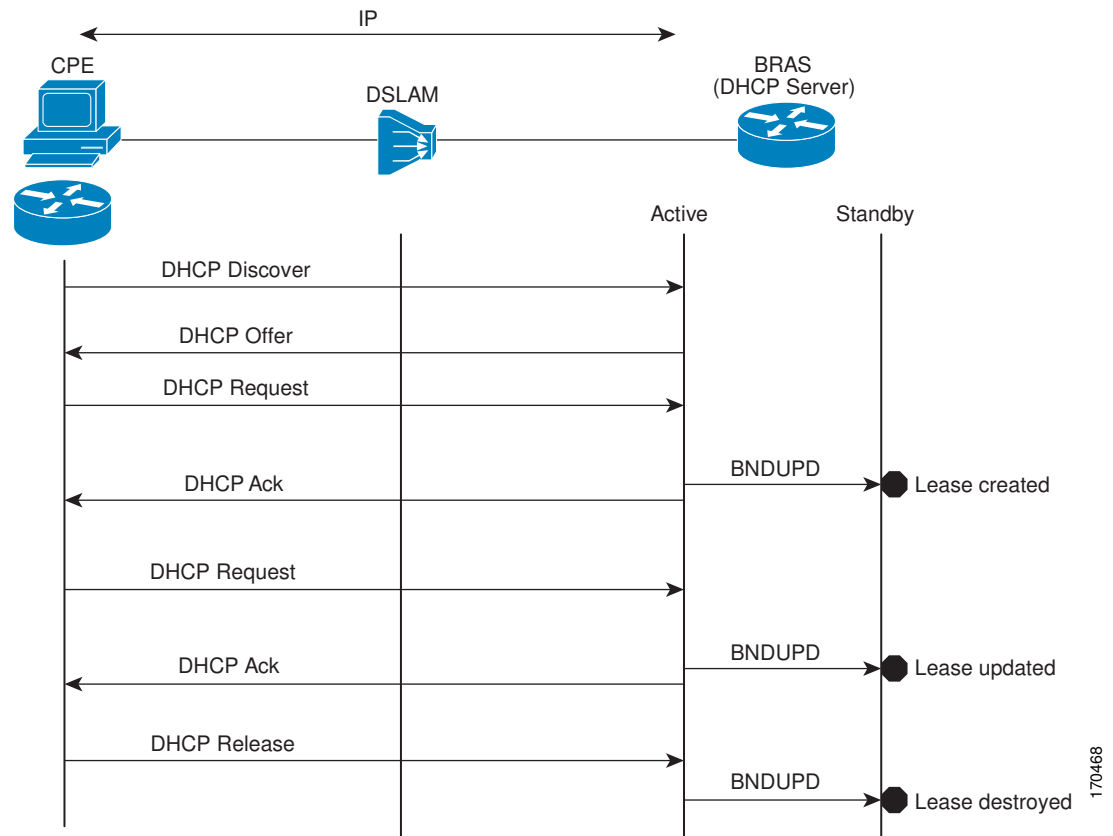 IP
CPE
DSLAM
BRAS
(DHCP Server)
Active
Standby
DHCP Discover
DHCP Offer
DHCP Request
BNDUPD
DHCP Ack
Lease created
DHCP Request
BNDUPD
DHCP Ack
Lease updated
DHCP Release
BNDUPD
Lease destroyed
170468